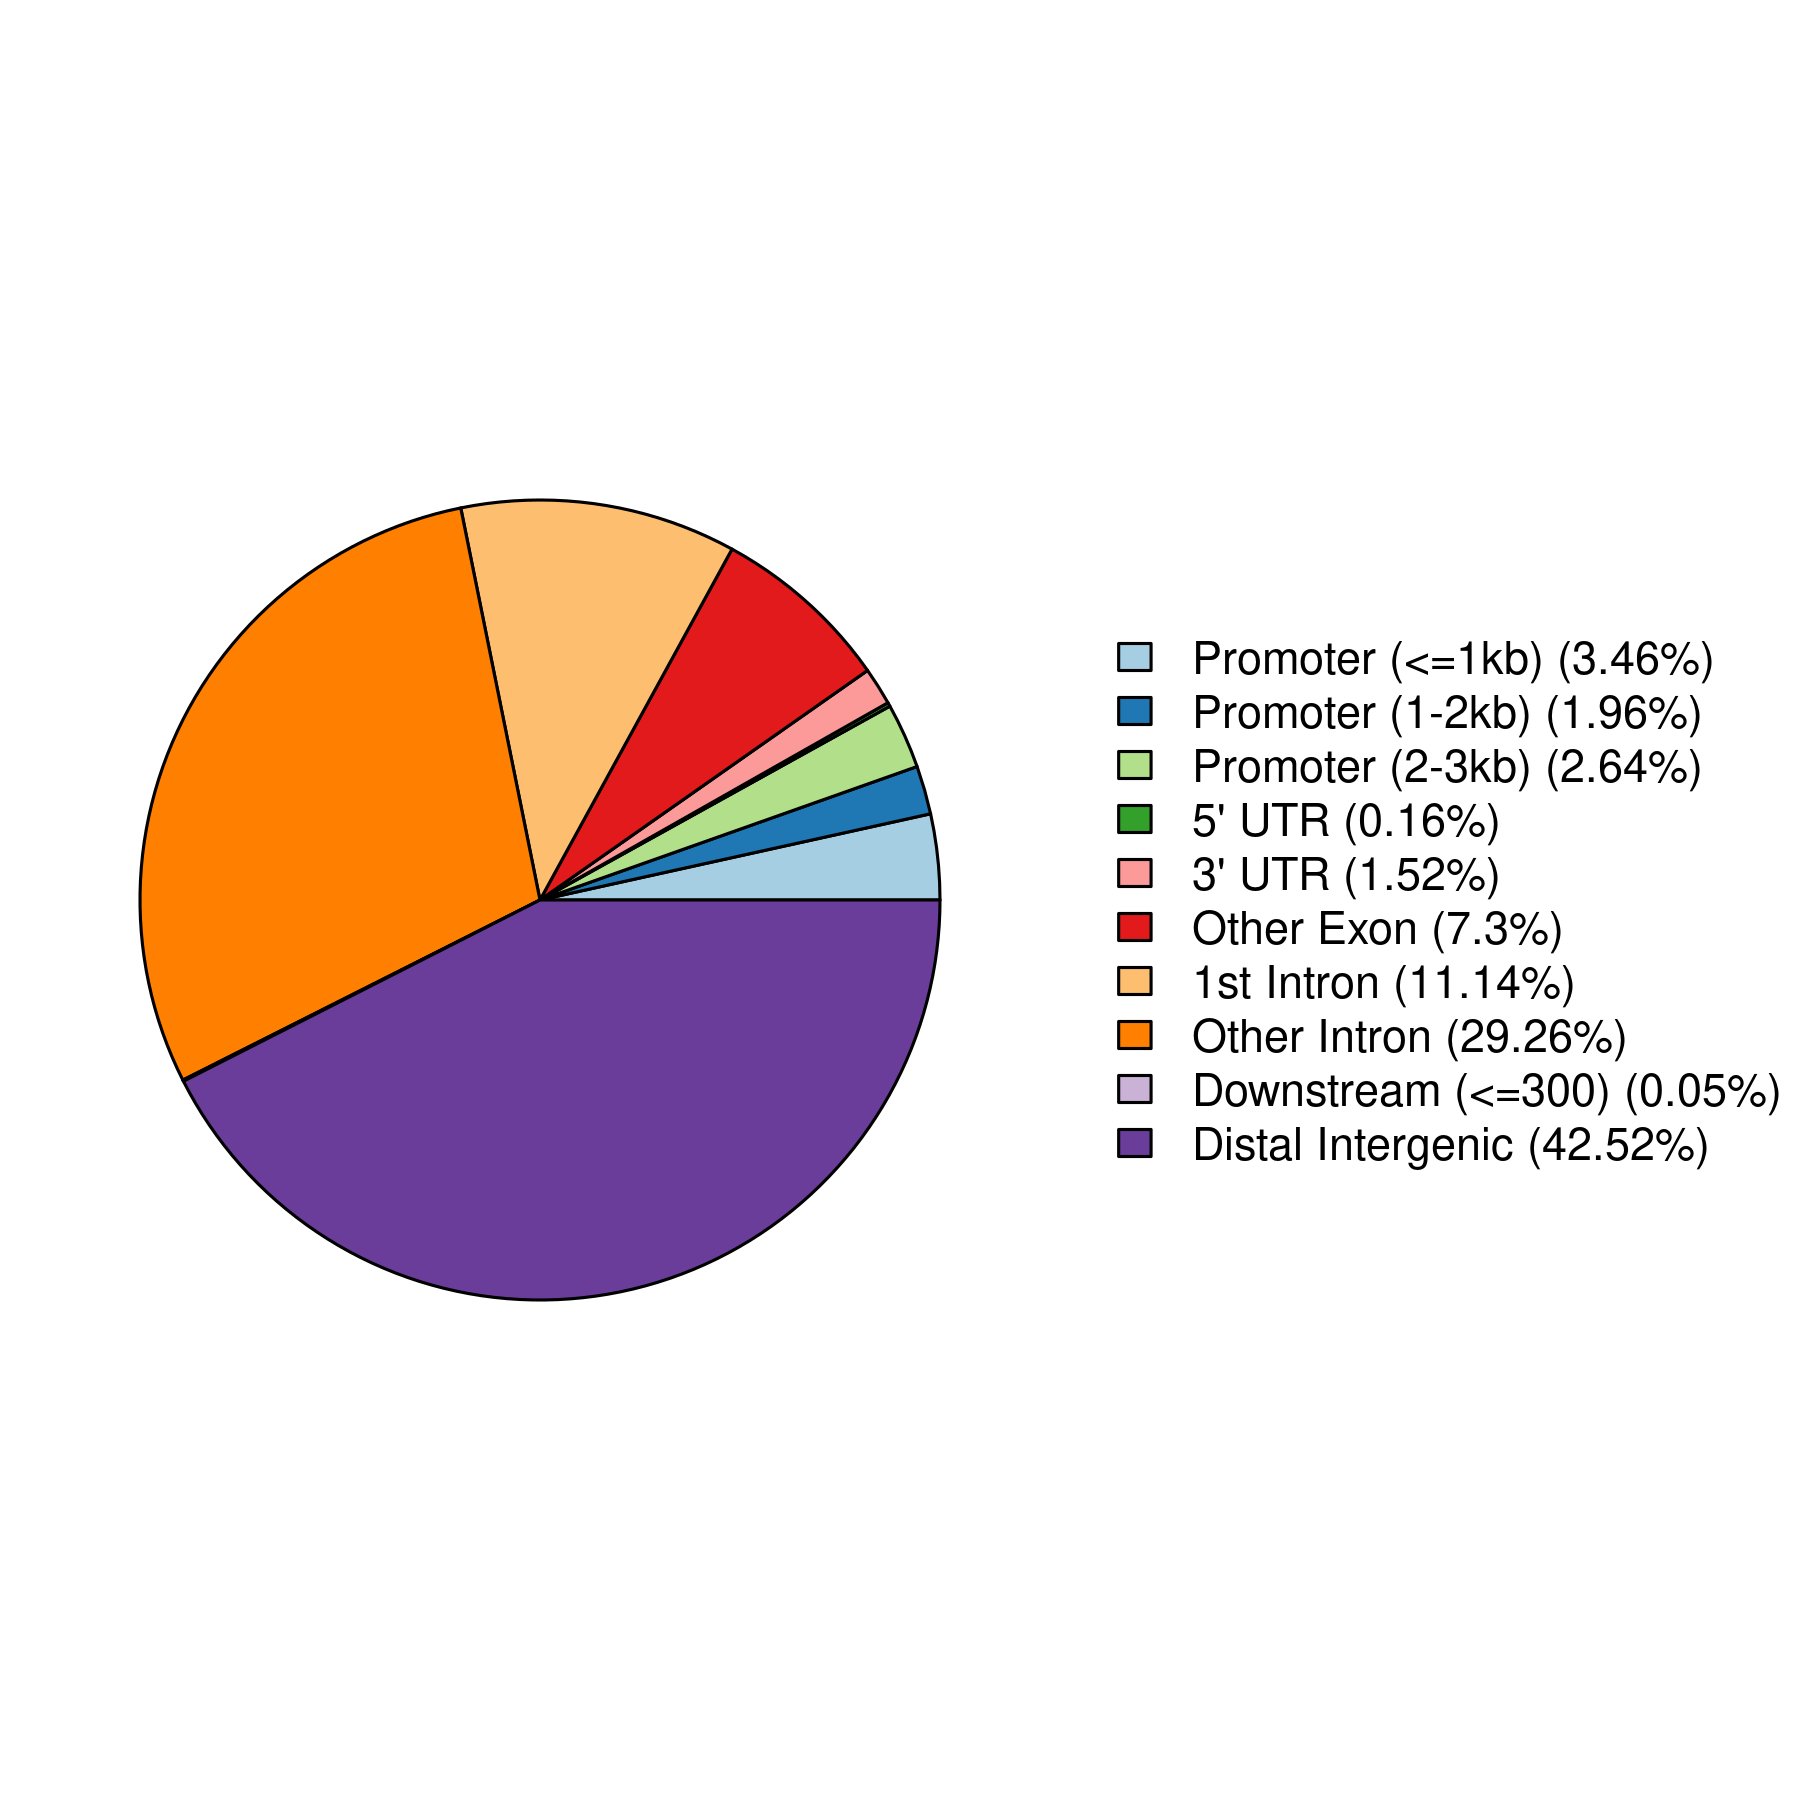 Promoter (<=1kb) (3.46%)
Promoter (1-2kb) (1.96%)
Promoter (2-3kb) (2.64%)
5' UTR (0.16%)
3' UTR (1.52%)
Other Exon (7.3%)
1st Intron (11.14%)
Other Intron (29.26%)
Downstream (<=300) (0.05%)
Distal Intergenic (42.52%)